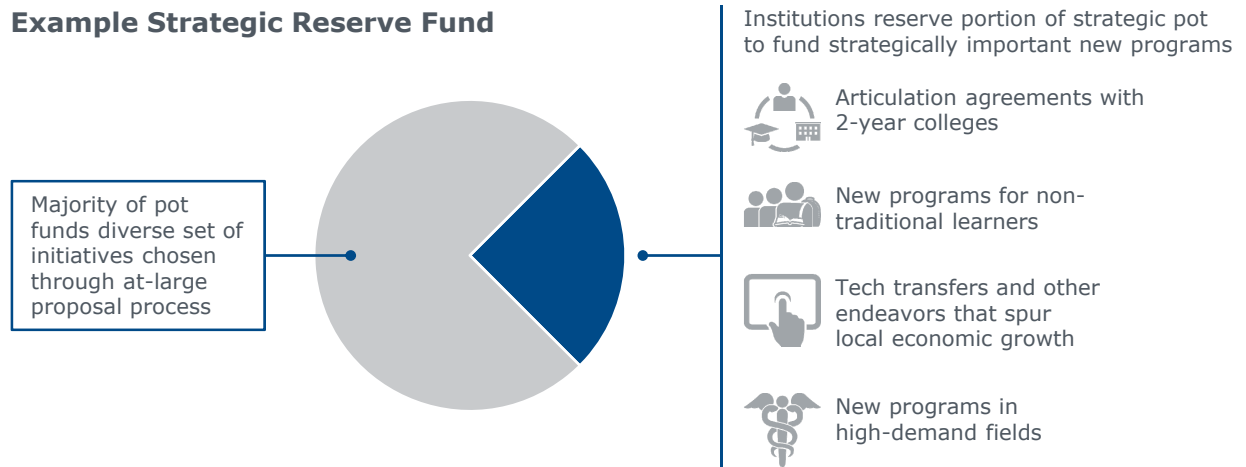 Example Strategic Reserve Fund
Majority of pot
funds diverse set of
initiatives chosen
through at-large
proposal process
Institutions reserve portion of strategic pot
to fund strategically important new programs
Articulation agreements with
2-year colleges
New programs for non-
traditional learners
Tech transfers and other
endeavors that spur
local economic growth
New programs in
high-demand fields